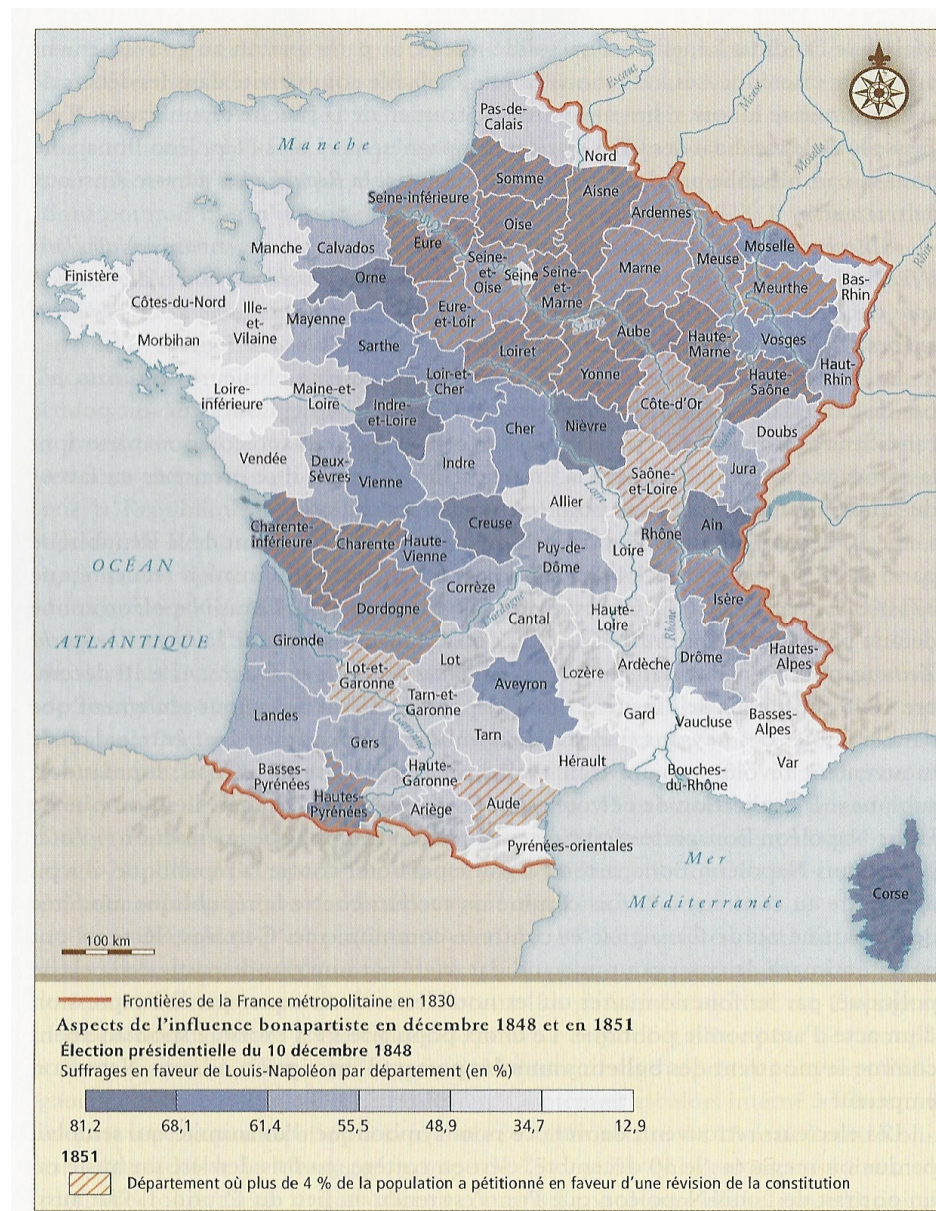 Escaut
Meuse
Moselle
Rhin
Pas-de-
Calais
Nord
Manche
Somme
Aisne
Seine-inférieure
Ardennes
Oise
Manche
Calvados
Eure
Moselle
Meuse
Marne
Seine-
et-
Oise
Seine
Seine-
et-
Marne
Meurthe
Bas-
Rhin
Finistère
Orne
Côtes-du-Nord
Ille-
et-
Vilaine
Mayenne
Eure-
et-Loir
Seine
Aube
Haute-
Marne
Vosges
Morbihan
Sarthe
Loiret
Yonne
Haut-
Rhin
Loir-et-
Cher
Haute-
Saône
Loire-
inférieure
Maine-et-
Loire
Indre-
et-Loire
Côte-d’Or
Cher
Nièvre
Doubs
Vendée
Deux-
Sèvres
Vienne
Indre
Saône-
et-Loire
Jura
Allier
Loire
Charente-
inférieure
Charente
Haute-
Vienne
Creuse
Puy-de-
Dôme
Loire
Rhône
Ain
OCÉAN
ATLANTIQUE
Corrèze
Dordogne
Dordogne
Isère
Cantal
Haute-
Loire
Rhône
Gironde
Lot-et-
Garonne
Lot
Aveyron
Lozère
Ardèche
Drôme
Hautes-
Alpes
Landes
Tarn-et-
Garonne
Garonne
Gers
Tarn
Gard
Vaucluse
Basses-
Alpes
Basses-
Pyrénées
Hautes-
Pyrénées
Haute-
Garonne
Ariège
Hérault
Bouches-
du-Rhône
Var
Aude
Pyrénées-orientales
Mer
Méditerranée
Corse
100 km
Frontières de la France métropolitaine en 1830
Aspects de l’influence bonapartiste en décembre 1848 et en 1851
Élection présidentielle du 10 décembre 1848
Suffrages en faveur de Louis-Napoléon par département (en %)
81,2 68,1 61,4 55,5 48,9 34,7 12,9
1851
Département où plus de 4 % de la population a pétitionné en faveur d’une révision de la constitution